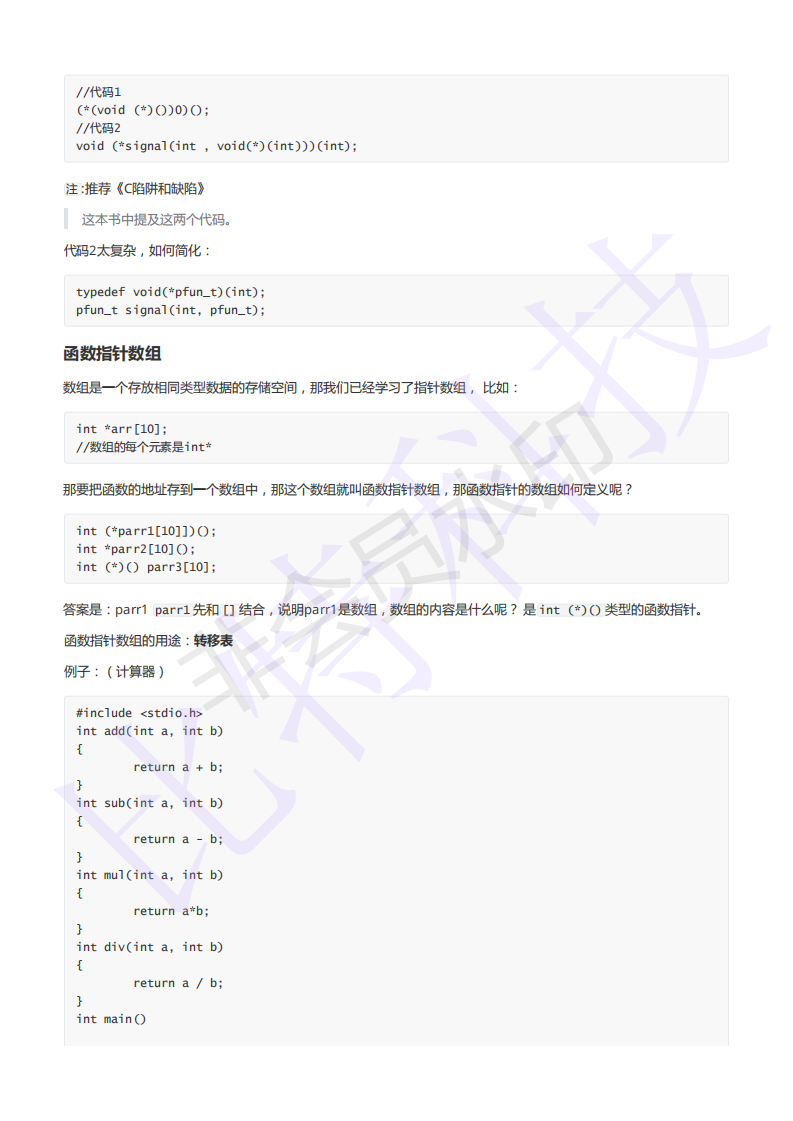 //代码1
(*(void (*)())0)();
//代码2
void (*signal(int , void(*)(int)))(int);
注 :推荐《C陷阱和缺陷》
这本书中提及这两个代码。
代码2太复杂，如何简化：
typedef void(*pfun_t)(int);
pfun_t signal(int, pfun_t);
函数指针数组
数组是一个存放相同类型数据的存储空间，那我们已经学习了指针数组， 比如：
int *arr[10];
//数组的每个元素是int*
那要把函数的地址存到一个数组中，那这个数组就叫函数指针数组，那函数指针的数组如何定义呢？
int (*parr1[10]])();
int *parr2[10]();
int (*)() parr3[10];
答案是：parr1 parr1 先和 [] 结合，说明parr1是数组，数组的内容是什么呢？ 是 int (*)() 类型的函数指针。
函数指针数组的用途：转移表
例子：（计算器）
#include <stdio.h>
int add(int a, int b)
{
return a + b;
}
int sub(int a, int b)
{
return a - b;
}
int mul(int a, int b)
{
return a*b;
}
int div(int a, int b)
{
return a / b;
}
int main()
比特科技
非会员水印